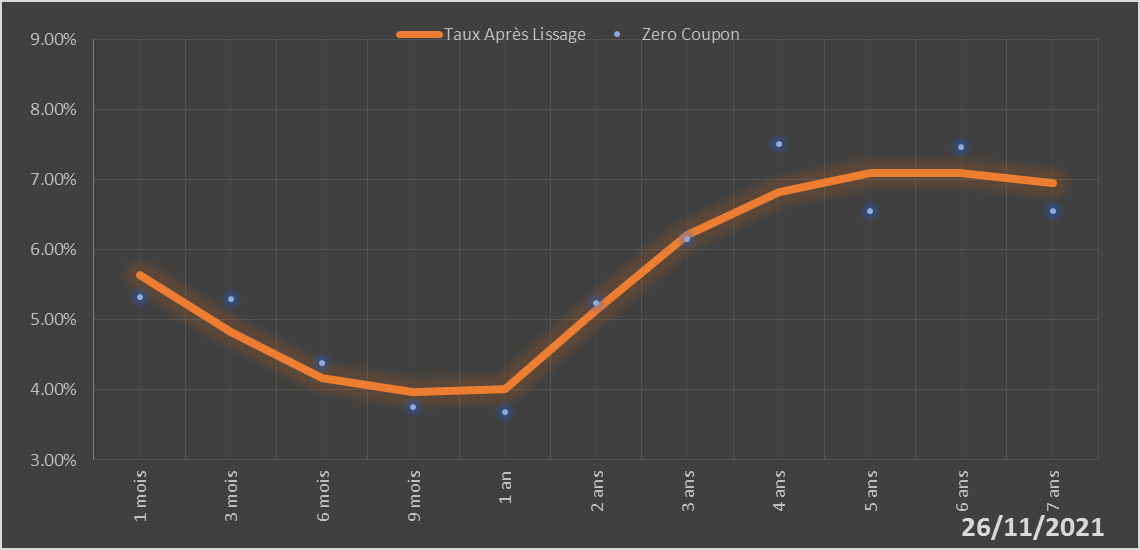 Taux Après Lissage Zero Coupon
9.00%
8.00%
7.00%
6.00%
5.00%
4.00%
3.00%
1 mois
3 mois
6 mois
9 mois
1 an
2 ans
3 ans
4 ans
5 ans
6 ans
7 ans
26/11/2021